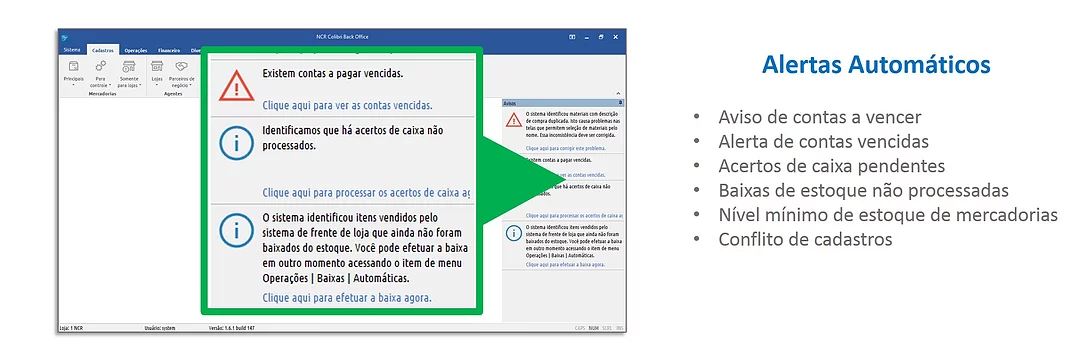 NCR Colibri Back Office
Sistema Cadastros Operações Financeiro
Principais Para controle Somente para lojas Lojas Parceiros de negócio
Mercadorias Agentes
Existem contas a pagar vencidas.
Clique aqui para ver as contas vencidas.
Identificamos que há acertos de caixa não
processados.
Clique aqui para processar os acertos de caixa ag
O sistema identificou itens vendidos pelo
sistema de frente de loja que ainda não foram
baixados do estoque. Você pode efetuar a baixa
em outro momento acessando o item de menu
Operações | Baixas | Automáticas.
Clique aqui para efetuar a baixa agora.
Avisos
O sistema identificou materiais com descrição
de compra duplicada. Isto causa problemas nas
telas que permitem seleção de materiais pelo
nome. Essa inconsistência deve ser corrigida.
Clique aqui para corrigir este problema.
xistem contas a pagar vencidas.
ver as contas vencidas.
que há acertos de caixa não
ssados.
Clique aqui para processar os acertos de caixa ag
O sistema identificou itens vendidos pelo
sistema de frente de loja que ainda não foram
baixados do estoque. Você pode efetuar a baixa
em outro momento acessando o item de menu
Operações | Baixas | Automáticas.
Clique aqui para efetuar a baixa agora.
Loja: 1 NCR Usuário: system Versão: 1.6.1 build 147 CAPS NUM SCRL INS
Alertas Automáticos
• Aviso de contas a vencer
• Alerta de contas vencidas
• Acertos de caixa pendentes
• Baixas de estoque não processadas
• Nível mínimo de estoque de mercadorias
• Conflito de cadastros